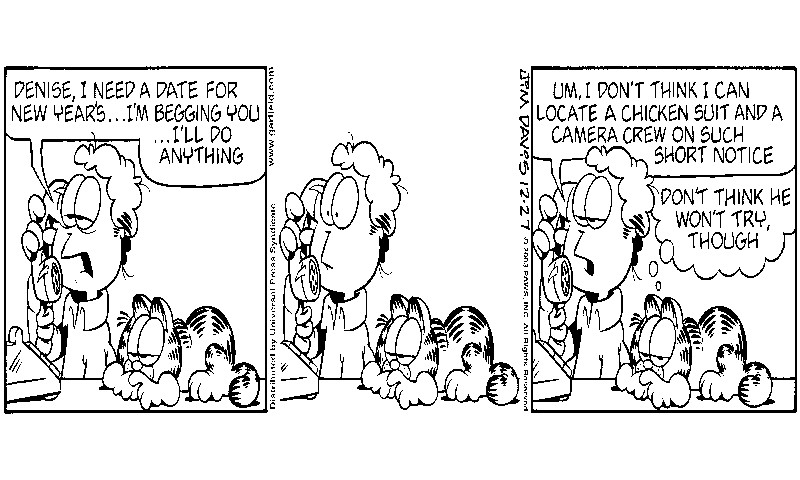 DENISE, I NEED A DATE FOR
NEW YEAR'S...I'M BEGGING YOU
...I'LL DO
ANYTHING
www.garfield.com
Distributed by Universal Press Syndicate
JIM DAVIS 12-27
© 2003 PAWS, INC. All Rights Reserved
UM, I DON'T THINK I CAN
LOCATE A CHICKEN SUIT AND A
CAMERA CREW ON SUCH
SHORT NOTICE
DON'T THINK HE
WON'T TRY,
THOUGH